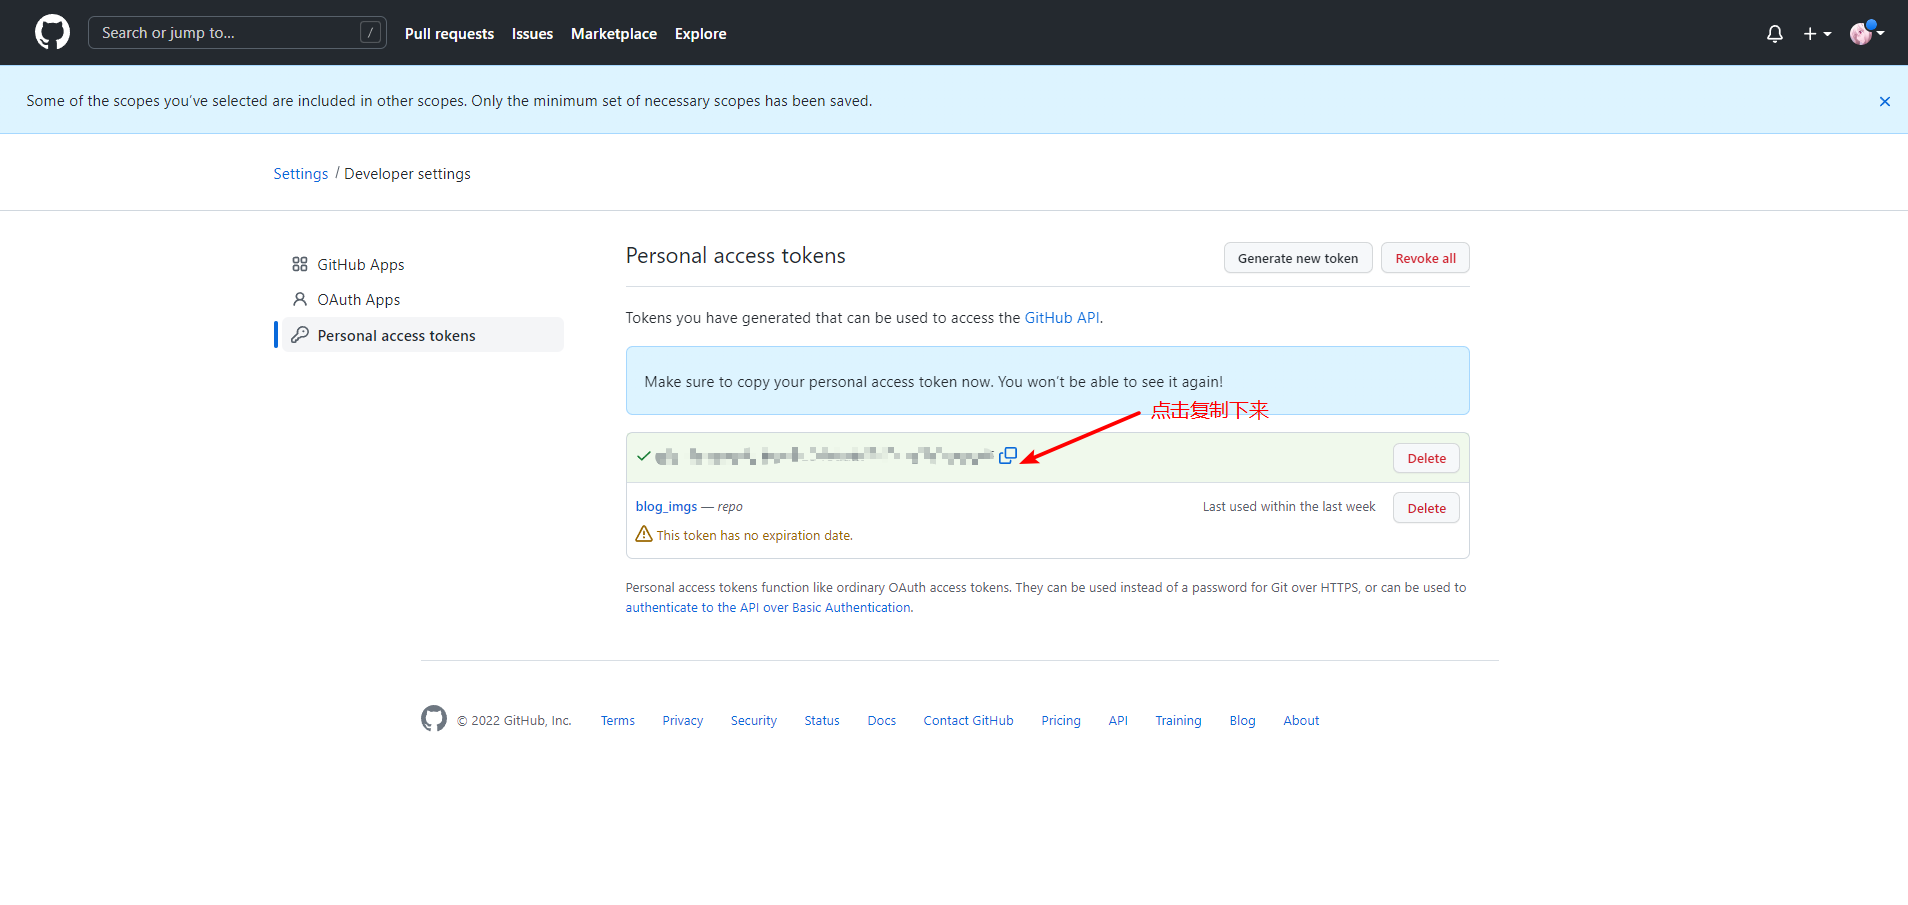 Search or jump to... /
Pull requests Issues Marketplace Explore
Some of the scopes you've selected are included in other scopes. Only the minimum set of necessary scopes has been saved.
Settings / Developer settings
GitHub Apps
OAuth Apps
Personal access tokens
Personal access tokens
Generate new token
Revoke all
Tokens you have generated that can be used to access the GitHub API.
Make sure to copy your personal access token now. You won't be able to see it again!
点击复制下来
Delete
blog_imgs — repo
Last used within the last week
Delete
This token has no expiration date.
Personal access tokens function like ordinary OAuth access tokens. They can be used instead of a password for Git over HTTPS, or can be used to
authenticate to the API over Basic Authentication.
© 2022 GitHub, Inc. Terms Privacy Security Status Docs Contact GitHub Pricing API Training Blog About